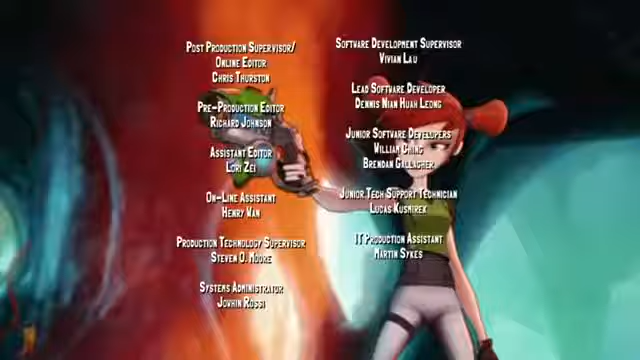 Post Production Supervisor/
Online Editor
Chris Thurston
Pre-Production Editor
Richard Johnson
Assistant Editor
Lori Zei
On-Line Assistant
Henry Wan
Production Technology Supervisor
Steven O. Moore
Systems Administrator
Jovhin Rossi
Software Development Supervisor
Vivian Lau
Lead Software Developer
Dennis Nian Huah Leong
Junior Software Developers
William Ching
Brendan Gallagher
Junior Tech Support Technician
Lucas Kusmirek
IT Production Assistant
Martin Sykes